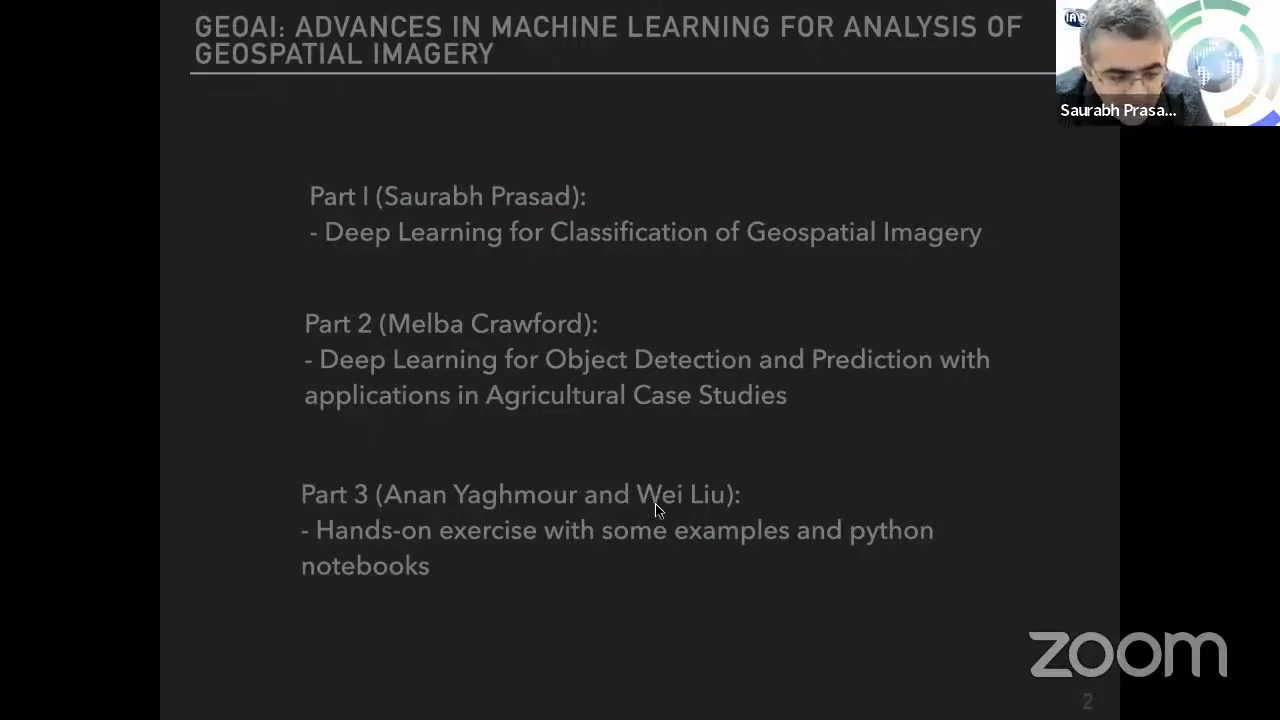 GEOAI: ADVANCES IN MACHINE LEARNING FOR ANALYSIS OF
GEOSPATIAL IMAGERY
Saurabh Prasa...
Part I (Saurabh Prasad):
- Deep Learning for Classification of Geospatial Imagery
Part 2 (Melba Crawford):
- Deep Learning for Object Detection and Prediction with
applications in Agricultural Case Studies
Part 3 (Anan Yaghmour and Wei Liu):
- Hands-on exercise with some examples and python
notebooks
zoom
2